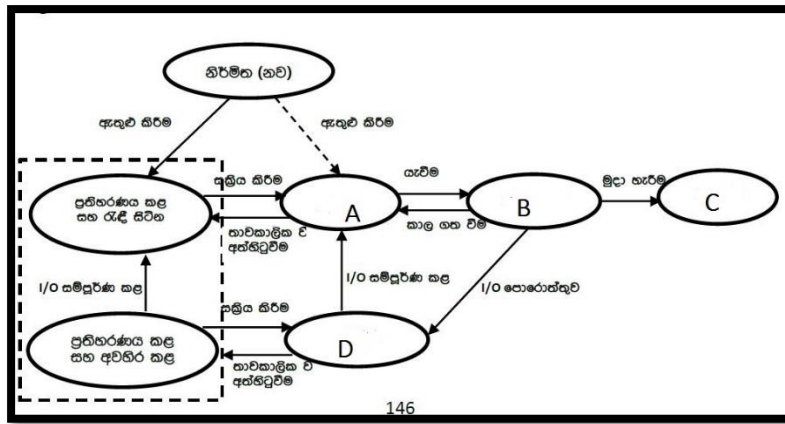 නිර්මිත (නව)
ඇතුළු කිරීම
ඇතුළු කිරීම
ප්‍රතිහරණය කළ
සහ රැඳී සිටින
සක්‍රිය කිරීම
A
යැවීම
B
මුදා හැරීම
C
තාවකාලික ව
අත්හිටුවීම
කාල ගත වීම
I/O සම්පූර්ණ කළ
I/O සම්පූර්ණ කළ
I/O පොරොත්තුව
ප්‍රතිහරණය කළ
සහ අවහිර කළ
සක්‍රිය කිරීම
D
තාවකාලික ව
අත්හිටුවීම
146